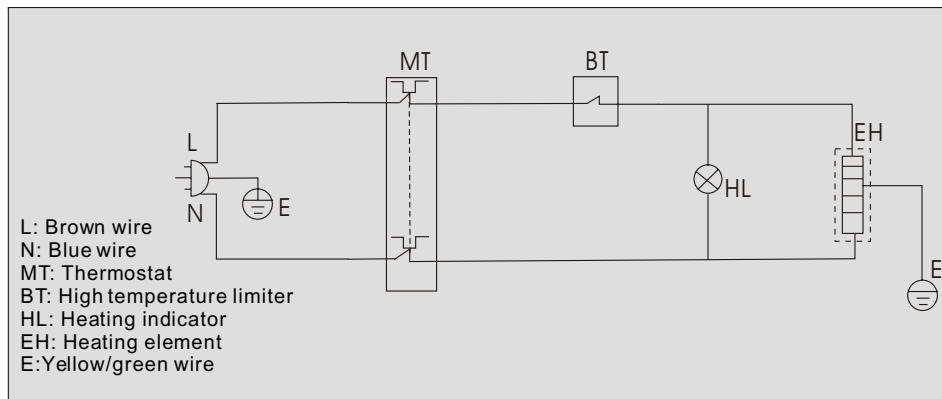 MT
BT
L
EH
HL
E
N
L: Brown wire
N: Blue wire
MT: Thermostat
BT: High temperature limiter
HL: Heating indicator
EH: Heating element
E:Yellow/green wire
E